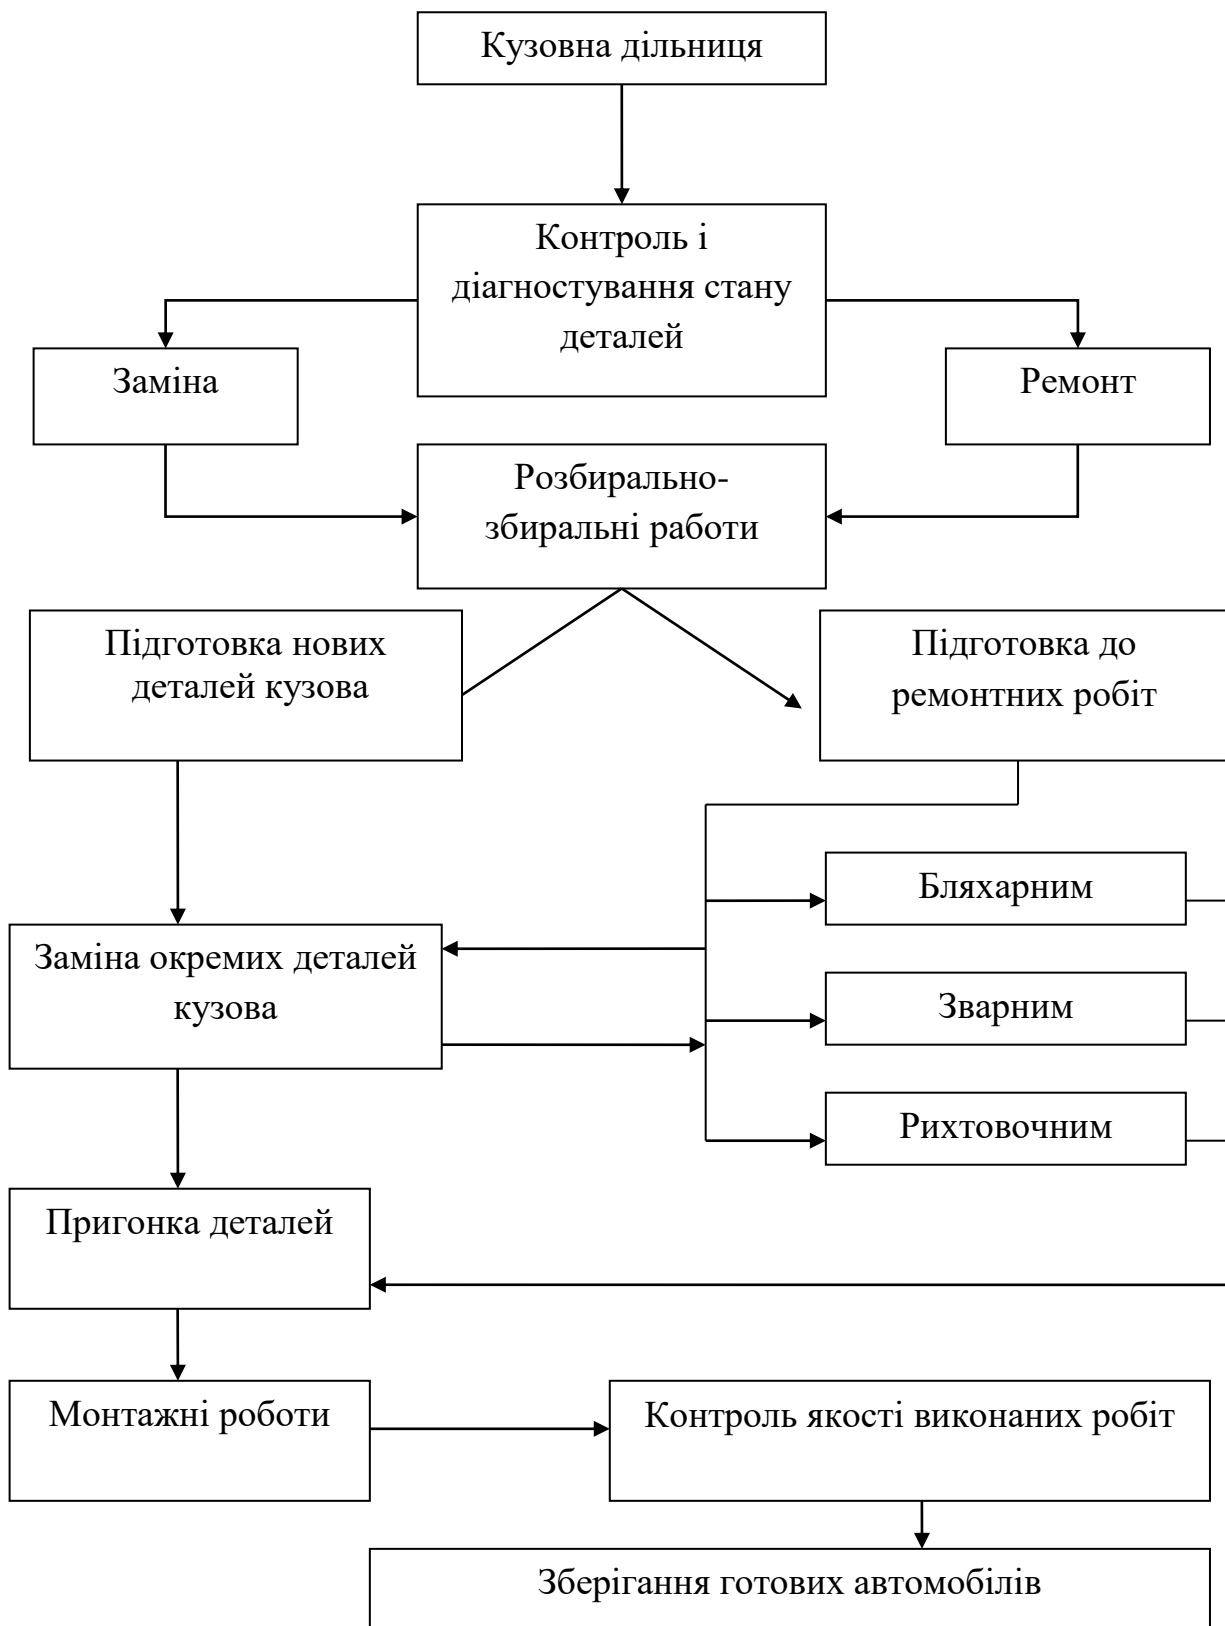 Кузовна дільниця
Контроль і
діагностування стану
деталей
Заміна
Ремонт
Розбирально-
збиральні работи
Підготовка нових
деталей кузова
Підготовка до
ремонтних робіт
Бляхарним
Заміна окремих деталей
кузова
Зварним
Рихтовочним
Пригонка деталей
Монтажні роботи
Контроль якості виконаних робіт
Зберігання готових автомобілів